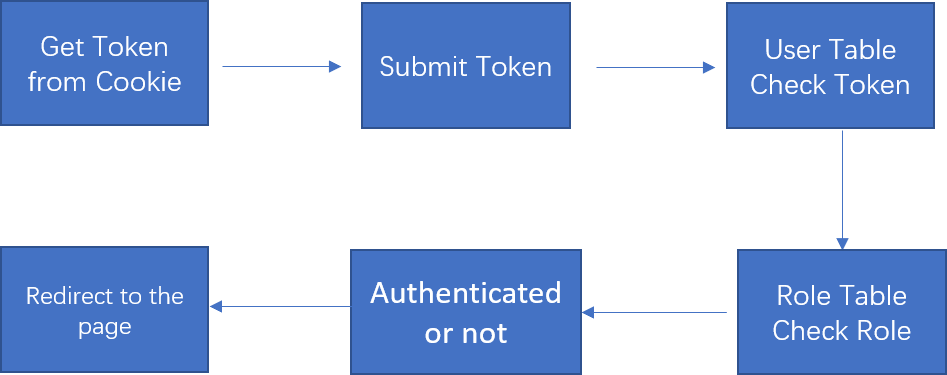 Get Token
from Cookie
Submit Token
User Table
Check Token
Role Table
Check Role
Authenticated
or not
Redirect to the
page